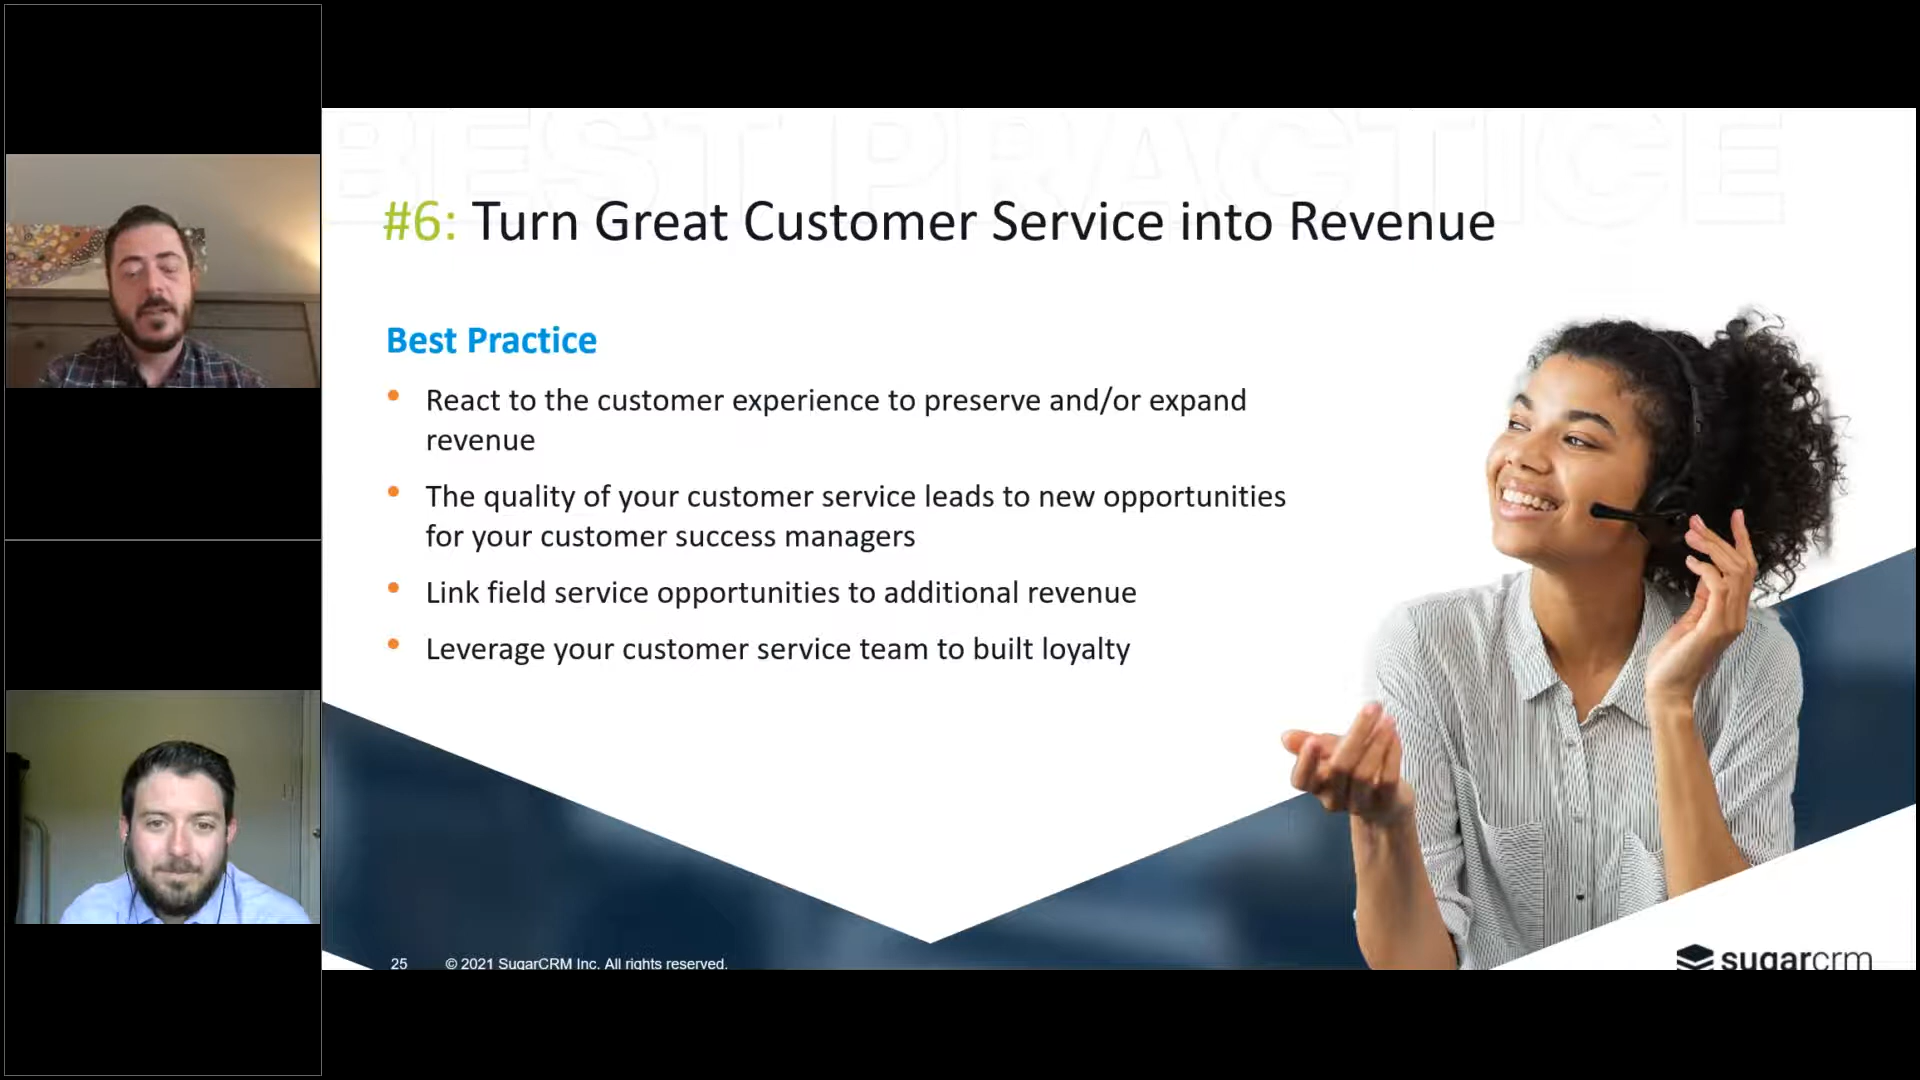 BEST PRACTICE
#6: Turn Great Customer Service into Revenue
Best Practice
• React to the customer experience to preserve and/or expand
revenue
• The quality of your customer service leads to new opportunities
for your customer success managers
• Link field service opportunities to additional revenue
• Leverage your customer service team to built loyalty
25 © 2021 SugarCRM Inc. All rights reserved.
sugarcrm